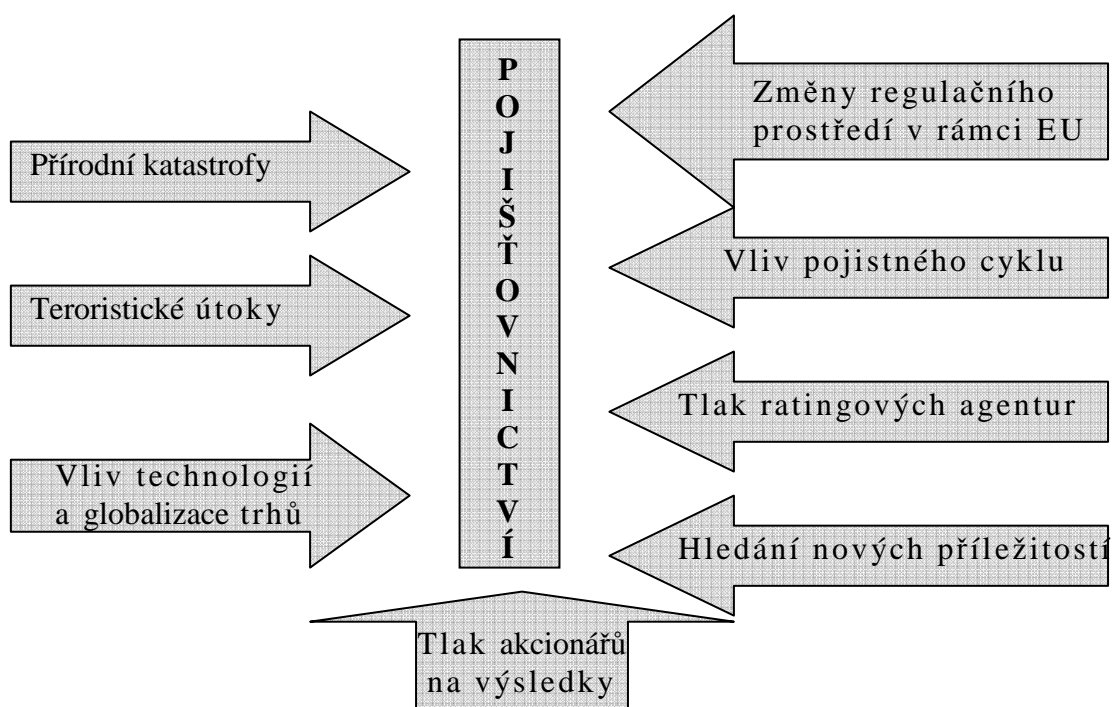 Přírodní katastrofy
Teroristické útoky
Vliv technologií
a globalizace trhů
POJIŠŤOVNICTVÍ
Změny regulačního
prostředí v rámci EU
Vliv pojistného cyklu
Tlak ratingových agentur
Hledání nových příležitostí
Tlak akcionářů
na výsledky